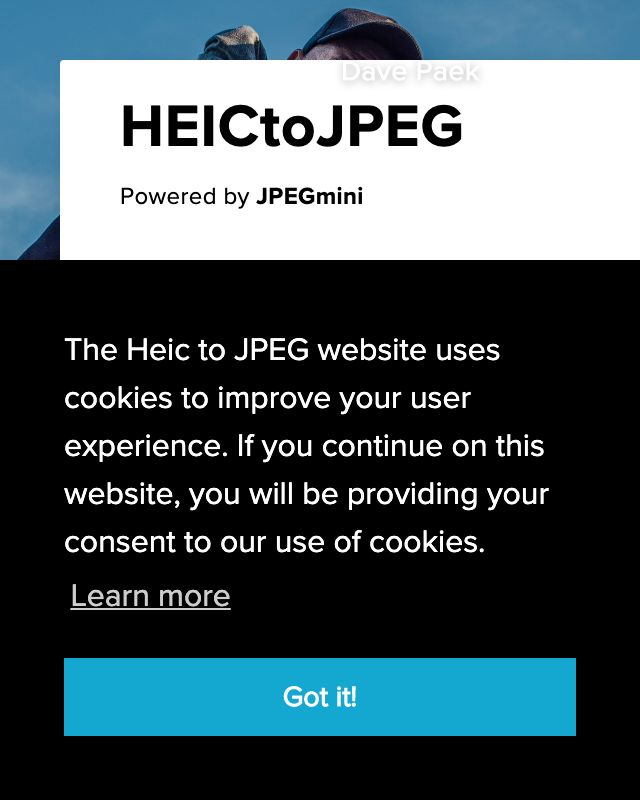 Dave Paek
HEICtoJPEG
Powered by JPEGmini
The Heic to JPEG website uses
cookies to improve your user
experience. If you continue on this
website, you will be providing your
consent to our use of cookies.
Learn more
Got it!